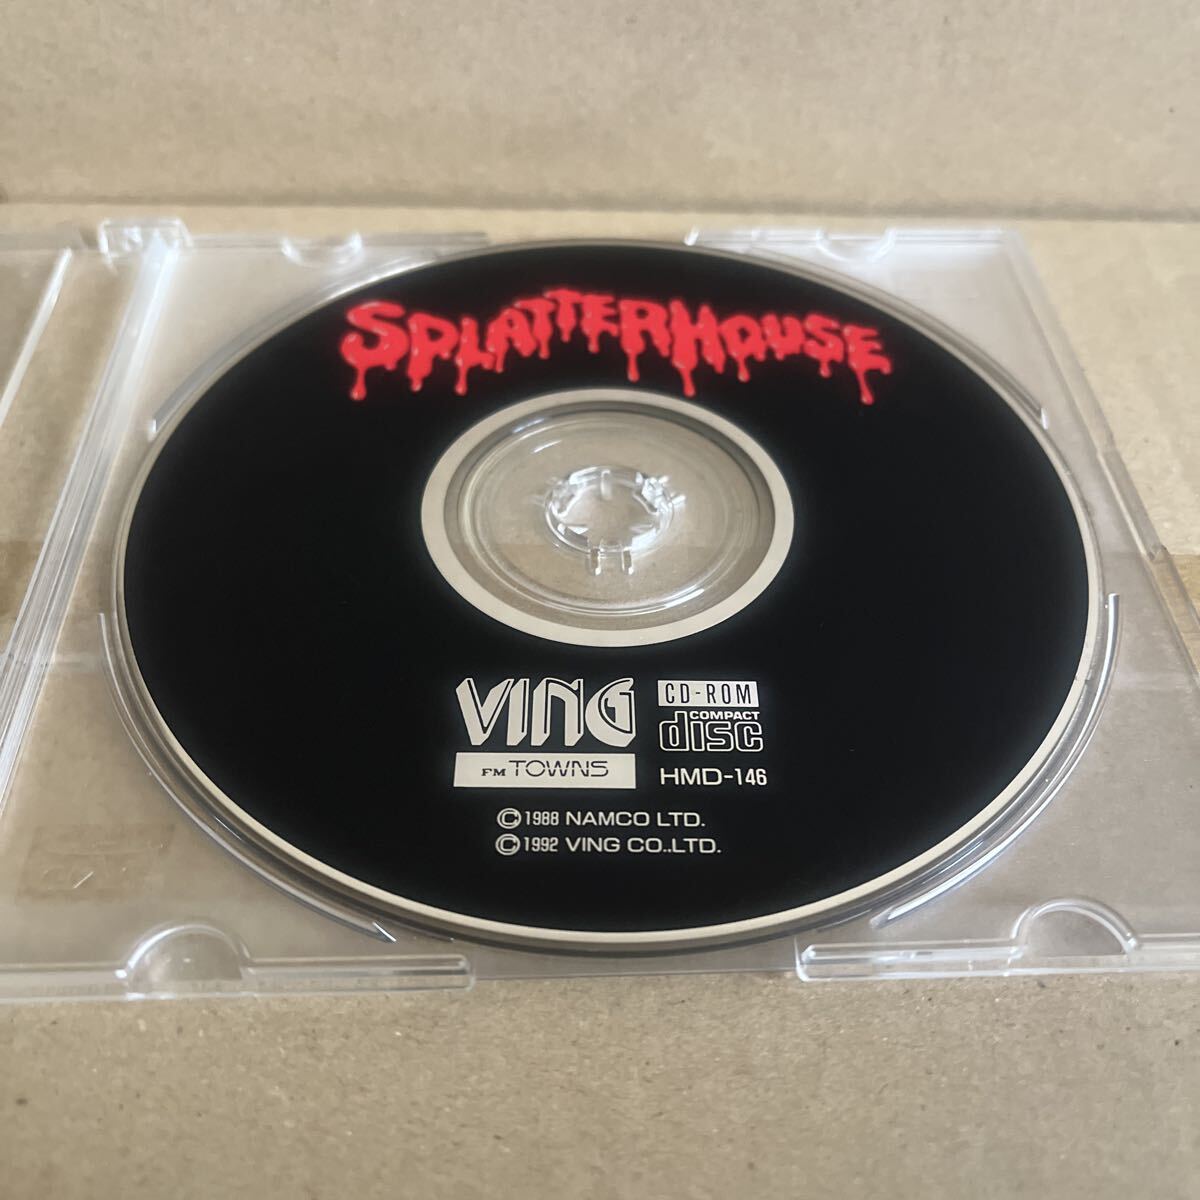 SPLATTERHOUSE
VING
FM TOWNS
CD-ROM
COMPACT
disc
HMD-146
©1988 NAMCO LTD.
©1992 VING CO.,LTD.